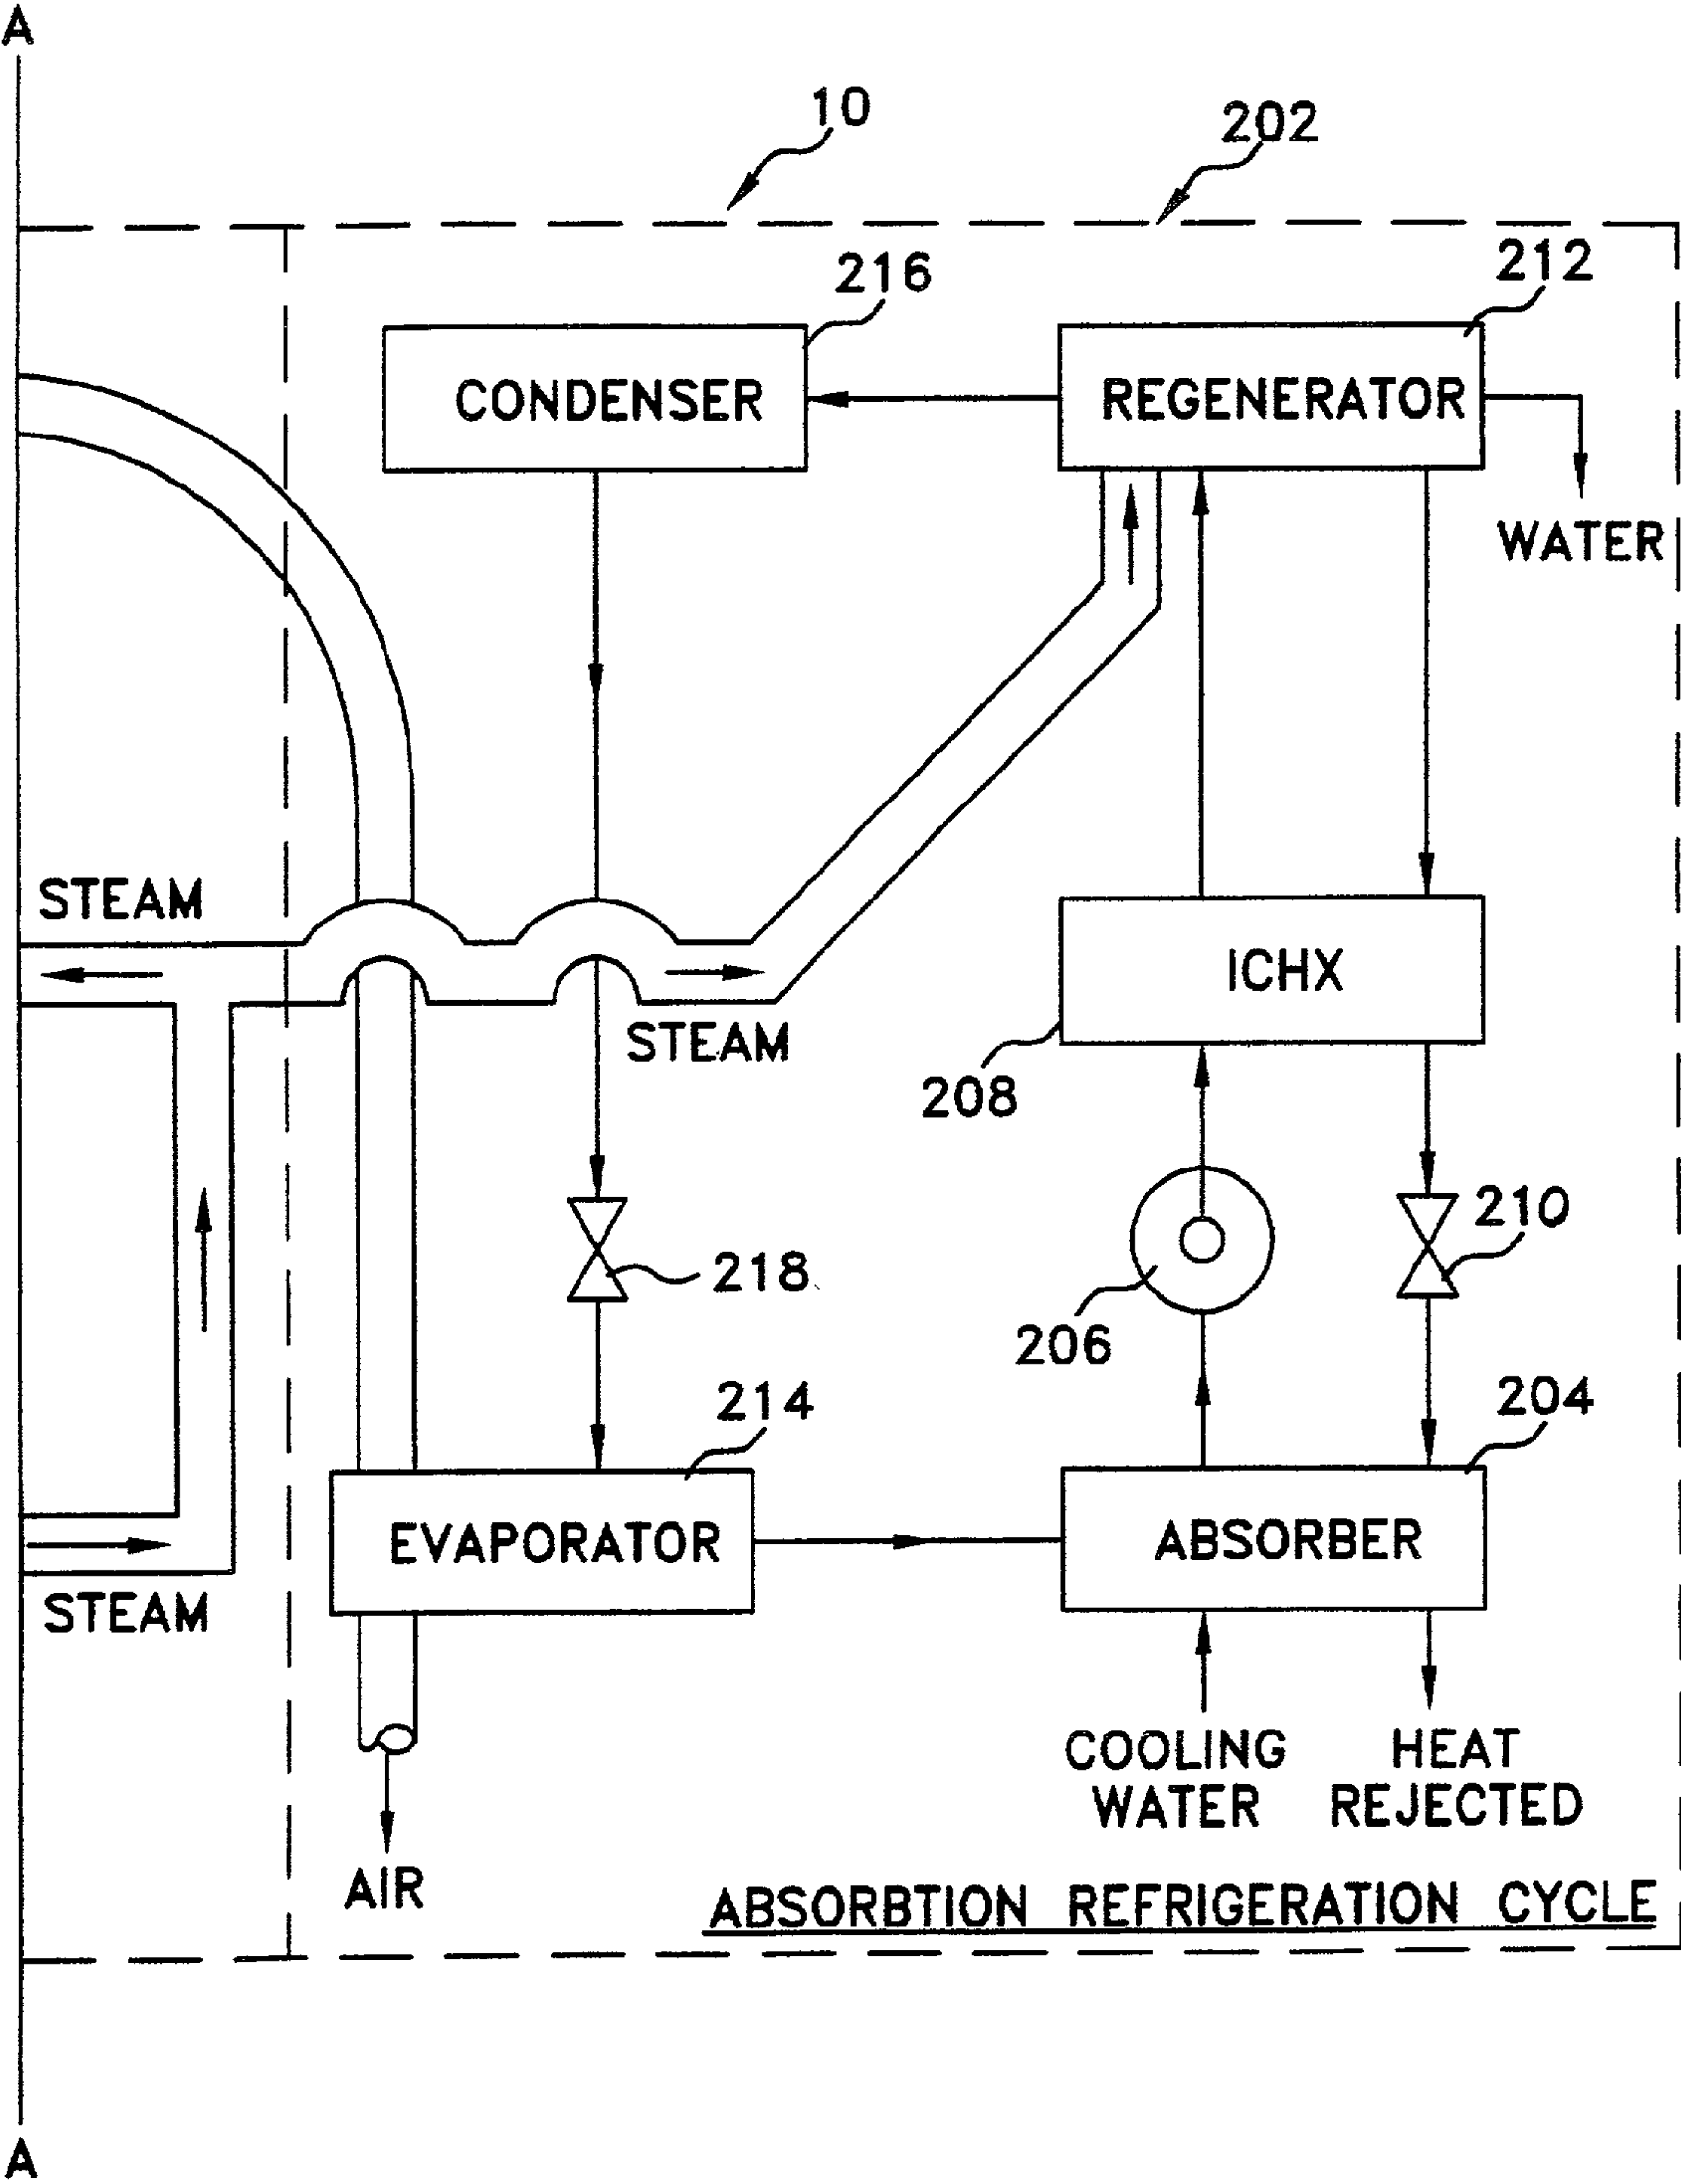 A
10
202
216
212
CONDENSER
REGENERATOR
WATER
STEAM
ICHX
STEAM
208
210
218
206
214
204
EVAPORATOR
ABSORBER
STEAM
COOLING
WATER
HEAT
REJECTED
AIR
ABSORBTION REFRIGERATION CYCLE
A